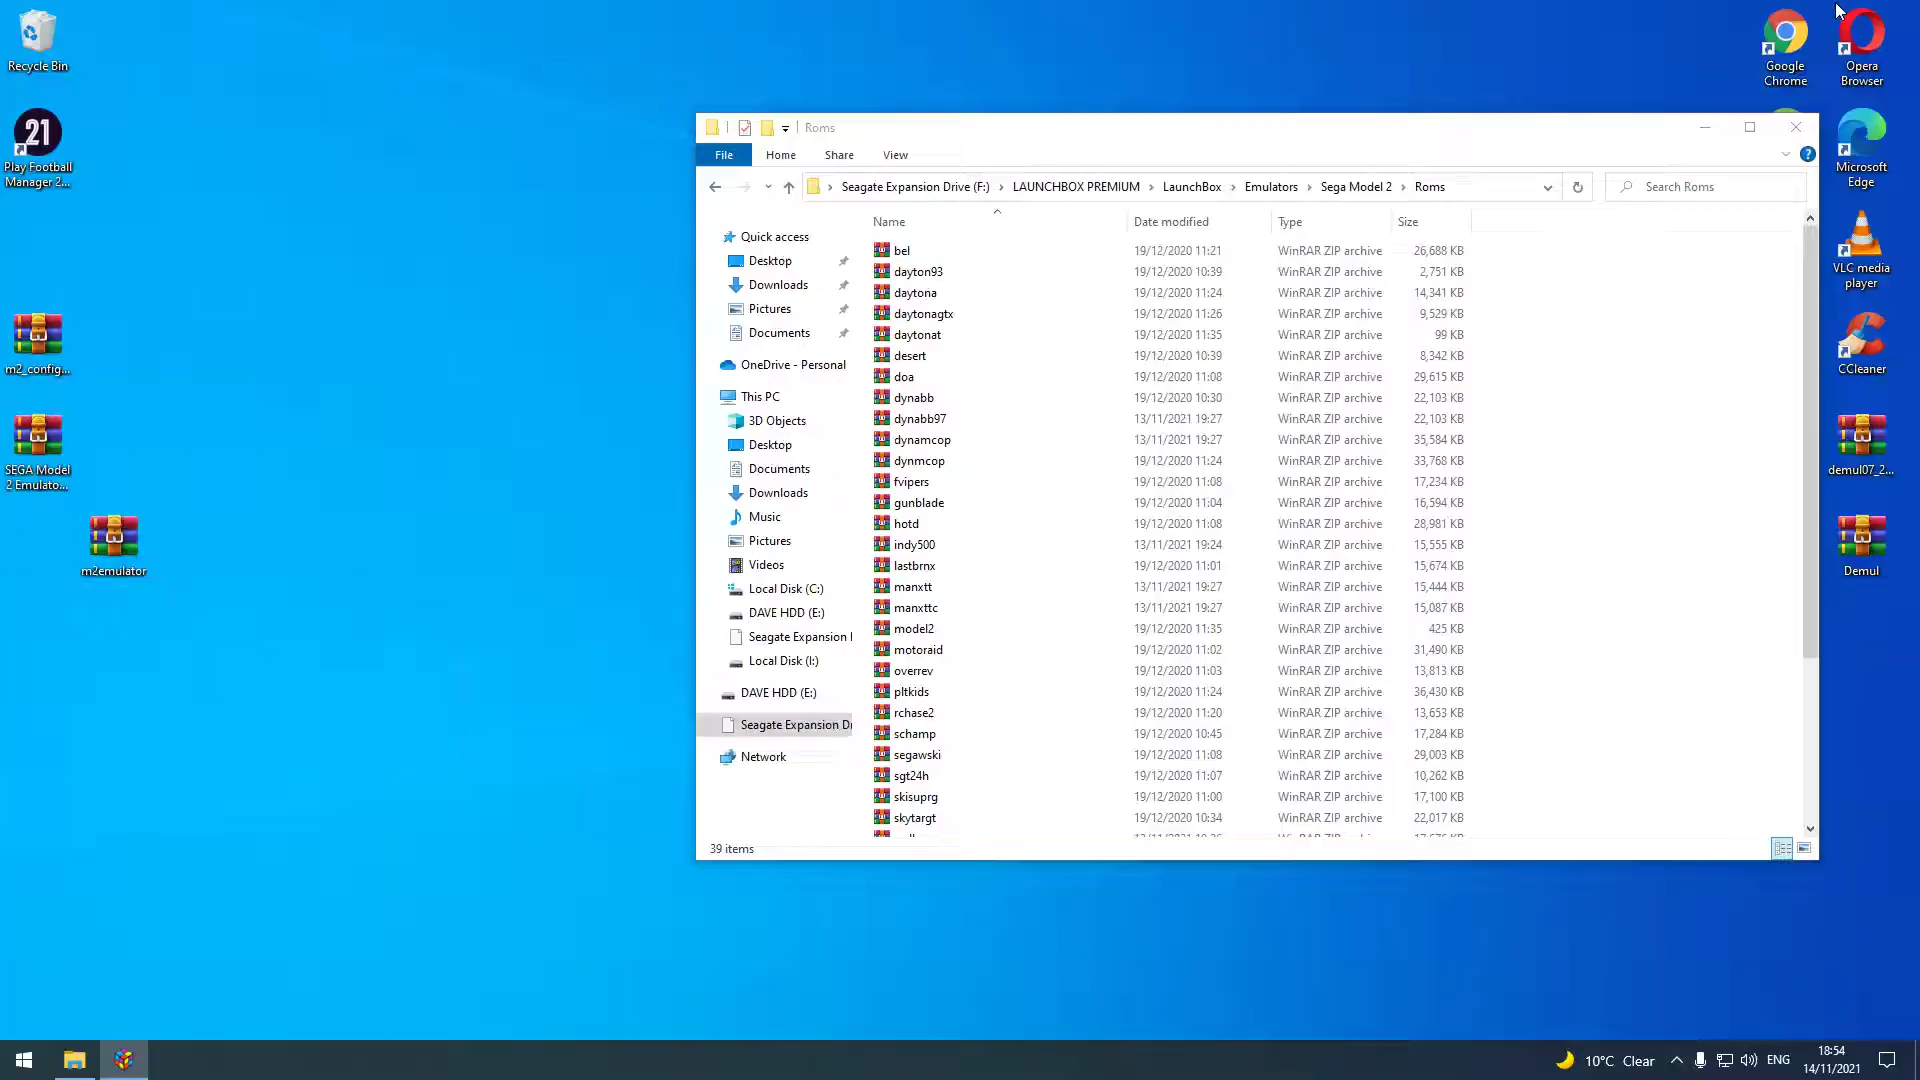 Recycle Bin
Play Football
Manager 2...
m2_config...
SEGA Model
2 Emulato...
m2emulator
Google
Chrome
Opera
Browser
Microsoft
Edge
VLC media
player
CCleaner
demul07_2...
Demul
Roms
File
Home
Share
View
Seagate Expansion Drive (F:) › LAUNCHBOX PREMIUM › LaunchBox › Emulators › Sega Model 2 › Roms
Search Roms
Quick access
Desktop
Downloads
Pictures
Documents
OneDrive - Personal
This PC
3D Objects
Desktop
Documents
Downloads
Music
Pictures
Videos
Local Disk (C:)
DAVE HDD (E:)
Seagate Expansion
Local Disk (I:)
DAVE HDD (E:)
Seagate Expansion
Network
Name Date modified Type Size
bel 19/12/2020 11:21 WinRAR ZIP archive 26,688 KB
dayton93 19/12/2020 10:39 WinRAR ZIP archive 2,751 KB
daytona 19/12/2020 11:24 WinRAR ZIP archive 14,341 KB
daytonagtx 19/12/2020 11:26 WinRAR ZIP archive 9,529 KB
daytonat 19/12/2020 11:35 WinRAR ZIP archive 99 KB
desert 19/12/2020 10:39 WinRAR ZIP archive 8,342 KB
doa 19/12/2020 11:08 WinRAR ZIP archive 29,615 KB
dynabb 19/12/2020 10:30 WinRAR ZIP archive 22,103 KB
dynabb97 13/11/2021 19:27 WinRAR ZIP archive 22,103 KB
dynamcop 13/11/2021 19:27 WinRAR ZIP archive 35,584 KB
dynmcop 19/12/2020 11:24 WinRAR ZIP archive 33,768 KB
fvipers 19/12/2020 11:08 WinRAR ZIP archive 17,234 KB
gunblade 19/12/2020 11:04 WinRAR ZIP archive 16,594 KB
hotd 19/12/2020 11:08 WinRAR ZIP archive 28,981 KB
indy500 13/11/2021 19:24 WinRAR ZIP archive 15,555 KB
lastbrnx 19/12/2020 11:01 WinRAR ZIP archive 15,674 KB
manxtt 13/11/2021 19:27 WinRAR ZIP archive 15,444 KB
manxttc 13/11/2021 19:27 WinRAR ZIP archive 15,087 KB
model2 19/12/2020 11:35 WinRAR ZIP archive 425 KB
motoraid 19/12/2020 11:02 WinRAR ZIP archive 31,490 KB
overrev 19/12/2020 11:03 WinRAR ZIP archive 13,813 KB
pltkids 19/12/2020 11:24 WinRAR ZIP archive 36,430 KB
rchase2 19/12/2020 11:20 WinRAR ZIP archive 13,653 KB
schamp 19/12/2020 10:45 WinRAR ZIP archive 17,284 KB
segawski 19/12/2020 11:08 WinRAR ZIP archive 29,003 KB
sgt24h 19/12/2020 11:07 WinRAR ZIP archive 10,262 KB
skisuprg 19/12/2020 11:00 WinRAR ZIP archive 17,100 KB
skytargt 19/12/2020 10:34 WinRAR ZIP archive 22,017 KB
39 items
10°C Clear
ENG
18:54
14/11/2021